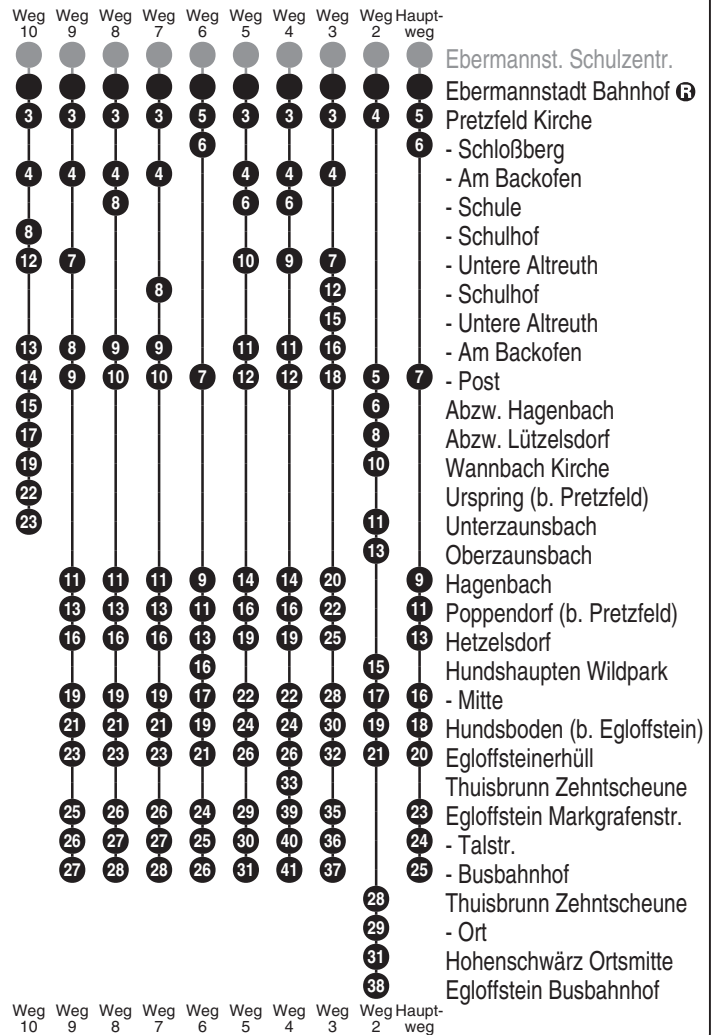 Weg Weg Weg Weg Weg Weg Weg Weg Weg Haupt-
10 9 8 7 6 5 4 3 2 weg
Ebermannst. Schulzentr.
Ebermannstadt Bahnhof R
3 3 3 3 5 3 3 3 4 5 Pretzfeld Kirche
6 6 - Schloßberg
4 4 4 4 4 4 4 - Am Backofen
8 6 6 - Schule
8 - Schulhof
12 7 10 9 7 - Untere Altreuth
8 12 - Schulhof
15 - Untere Altreuth
13 8 9 9 11 11 16 - Am Backofen
14 9 10 10 7 12 12 18 5 7 - Post
15 6 Abzw. Hagenbach
17 8 Abzw. Lützelsdorf
19 10 Wannbach Kirche
22 Urspring (b. Pretzfeld)
23 11 Unterzaunsbach
13 Oberzaunsbach
11 11 11 9 14 14 20 9 Hagenbach
13 13 13 11 16 16 22 11 Poppendorf (b. Pretzfeld)
16 16 16 13 19 19 25 13 Hetzelsdorf
16 15 Hundshaupten Wildpark
19 19 19 17 22 22 28 17 16 - Mitte
21 21 21 19 24 24 30 19 18 Hundsboden (b. Egloffstein)
23 23 23 21 26 26 32 21 20 Egloffsteinerhüll
33 Thuisbrunn Zehntscheune
25 26 26 24 29 39 35 23 Egloffstein Markgrafenstr.
26 27 27 25 30 40 36 24 - Talstr.
27 28 28 26 31 41 37 25 - Busbahnhof
28 Thuisbrunn Zehntscheune
29 - Ort
31 Hohenschwärz Ortsmitte
38 Egloffstein Busbahnhof
Weg Weg Weg Weg Weg Weg Weg Weg Weg Haupt-
10 9 8 7 6 5 4 3 2 weg